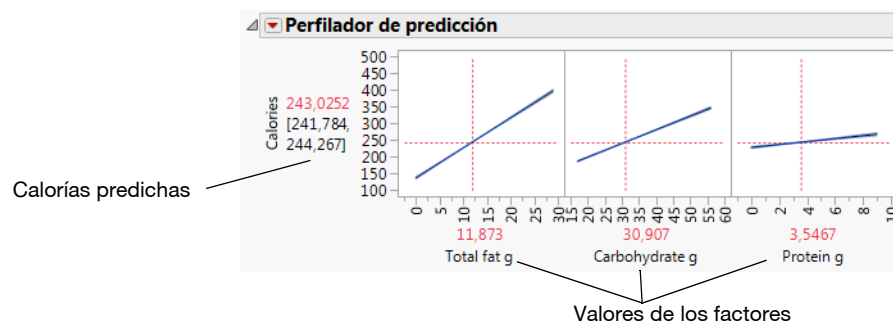 Perfilador de predicción
500
450
400
350
300
250
200
150
100
Calories
243,0252
[241,784,
244,267]
Calorías predichas
0 5 10 15 20 25 30 15 20 25 30 35 40 45 50 55 60 0 2 4 6 8 10
11,873 30,907 3,5467
Total fat g Carbohydrate g Protein g
Valores de los factores